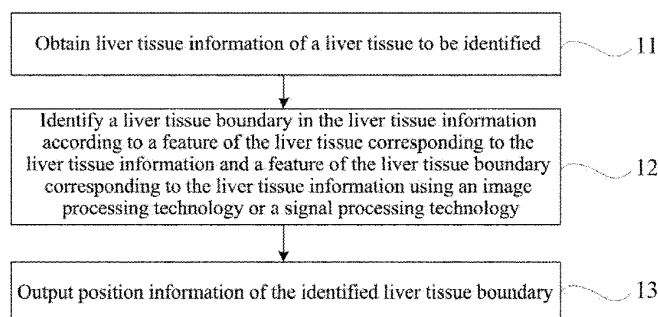 Obtain liver tissue information of a liver tissue to be identified
11
Identify a liver tissue boundary in the liver tissue information
according to a feature of the liver tissue corresponding to the
liver tissue information and a feature of the liver tissue boundary
corresponding to the liver tissue information using an image
processing technology or a signal processing technology
12
Output position information of the identified liver tissue boundary
13